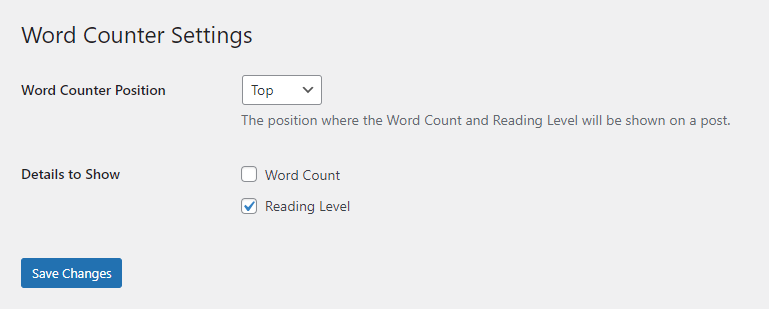 Word Counter Settings
Word Counter Position
Top
The position where the Word Count and Reading Level will be shown on a post.
Details to Show
Word Count
Reading Level
Save Changes